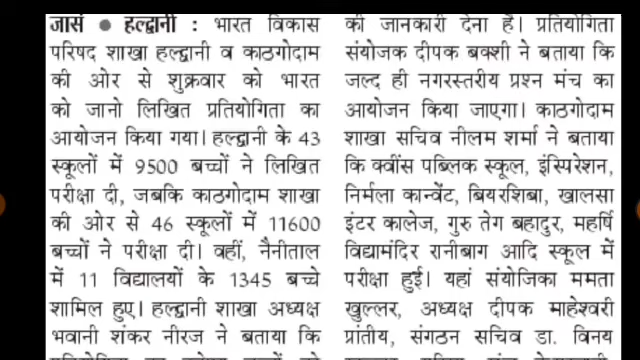 जासं ● हल्द्वानी : भारत विकास
परिषद शाखा हल्द्वानी व काठगोदाम
की ओर से शुक्रवार को भारत
को जानो लिखित प्रतियोगिता का
आयोजन किया गया। हल्द्वानी के 43
स्कूलों में 9500 बच्चों ने लिखित
परीक्षा दी, जबकि काठगोदाम शाखा
की ओर से 46 स्कूलों में 11600
बच्चों ने परीक्षा दी। वहीं, नैनीताल
में 11 विद्यालयों के 1345 बच्चे
शामिल हुए। हल्द्वानी शाखा अध्यक्ष
भवानी शंकर नीरज ने बताया कि
की जानकारी देना है। प्रतियोगिता
संयोजक दीपक बक्शी ने बताया कि
जल्द ही नगरस्तरीय प्रश्न मंच का
आयोजन किया जाएगा। काठगोदाम
शाखा सचिव नीलम शर्मा ने बताया
कि क्वींस पब्लिक स्कूल, इंस्पिरेशन,
निर्मला कान्वेंट, बियरशिबा, खालसा
इंटर कालेज, गुरु तेग बहादुर, महर्षि
विद्यामंदिर रानीबाग आदि स्कूल में
परीक्षा हुई। यहां संयोजिका ममता
खुल्लर, अध्यक्ष दीपक माहेश्वरी
प्रांतीय, संगठन सचिव डा. विनय